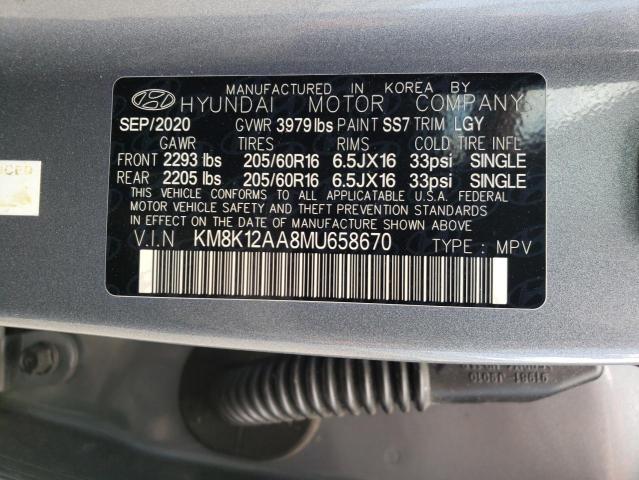 MANUFACTURED IN KOREA BY
HYUNDAI MOTOR COMPANY
SEP/2020 GVWR 3979 lbs PAINT SS7 TRIM LGY
GAWR TIRES RIMS COLD TIRE INFL
FRONT 2293 lbs 205/60R16 6.5JX16 33psi SINGLE
REAR 2205 lbs 205/60R16 6.5JX16 33psi SINGLE
THIS VEHICLE CONFORMS TO ALL APPLICABLE U.S.A. FEDERAL
MOTOR VEHICLE SAFETY AND THEFT PREVENTION STANDARDS
IN EFFECT ON THE DATE OF MANUFACTURE SHOWN ABOVE
V.I.N KM8K12AA8MU658670 TYPE : MPV